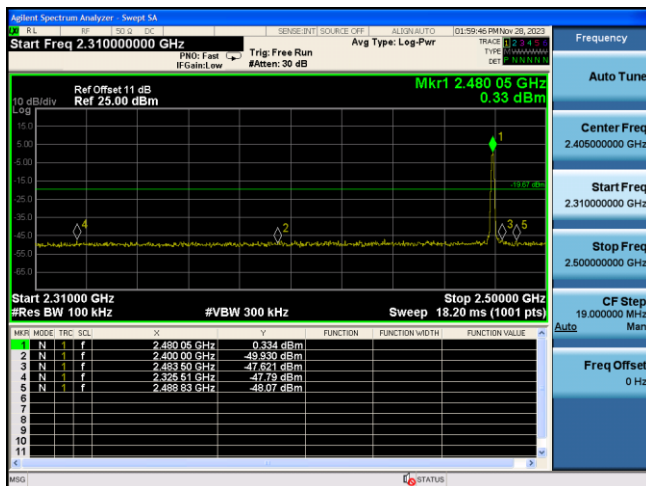 Agilent Spectrum Analyzer - Swept SA
RL RF 50 Ω DC SENSE:INT SOURCE OFF ALIGNAUTO 01:59:46 PM Nov 28, 2023
Start Freq 2.310000000 GHz
PNO: Fast
IFGain:Low
Trig: Free Run
#Atten: 30 dB
Avg Type: Log-Pwr
TRACE 1 2 3 4 5 6
TYPE M
DET P N N N N N
Ref Offset 11 dB
10 dB/div Ref 25.00 dBm
Log
Mkr1 2.480 05 GHz
0.33 dBm
15.0
5.00
-5.00
-15.0
-25.0
-35.0
-45.0
-55.0
-65.0
-19.67 dBm
1
2
3
4
5
Start 2.31000 GHz Stop 2.50000 GHz
#Res BW 100 kHz #VBW 300 kHz Sweep 18.20 ms (1001 pts)
MKR MODE TRC SCL X Y FUNCTION FUNCTION WIDTH FUNCTION VALUE
1 N 1 f 2.480 05 GHz 0.334 dBm
2 N 1 f 2.400 00 GHz -49.930 dBm
3 N 1 f 2.483 50 GHz -47.621 dBm
4 N 1 f 2.325 51 GHz -47.79 dBm
5 N 1 f 2.488 83 GHz -48.07 dBm
6
7
8
9
10
11
MSG STATUS
Frequency
Auto Tune
Center Freq
2.405000000 GHz
Start Freq
2.310000000 GHz
Stop Freq
2.500000000 GHz
CF Step
19.000000 MHz
Auto Man
Freq Offset
0 Hz